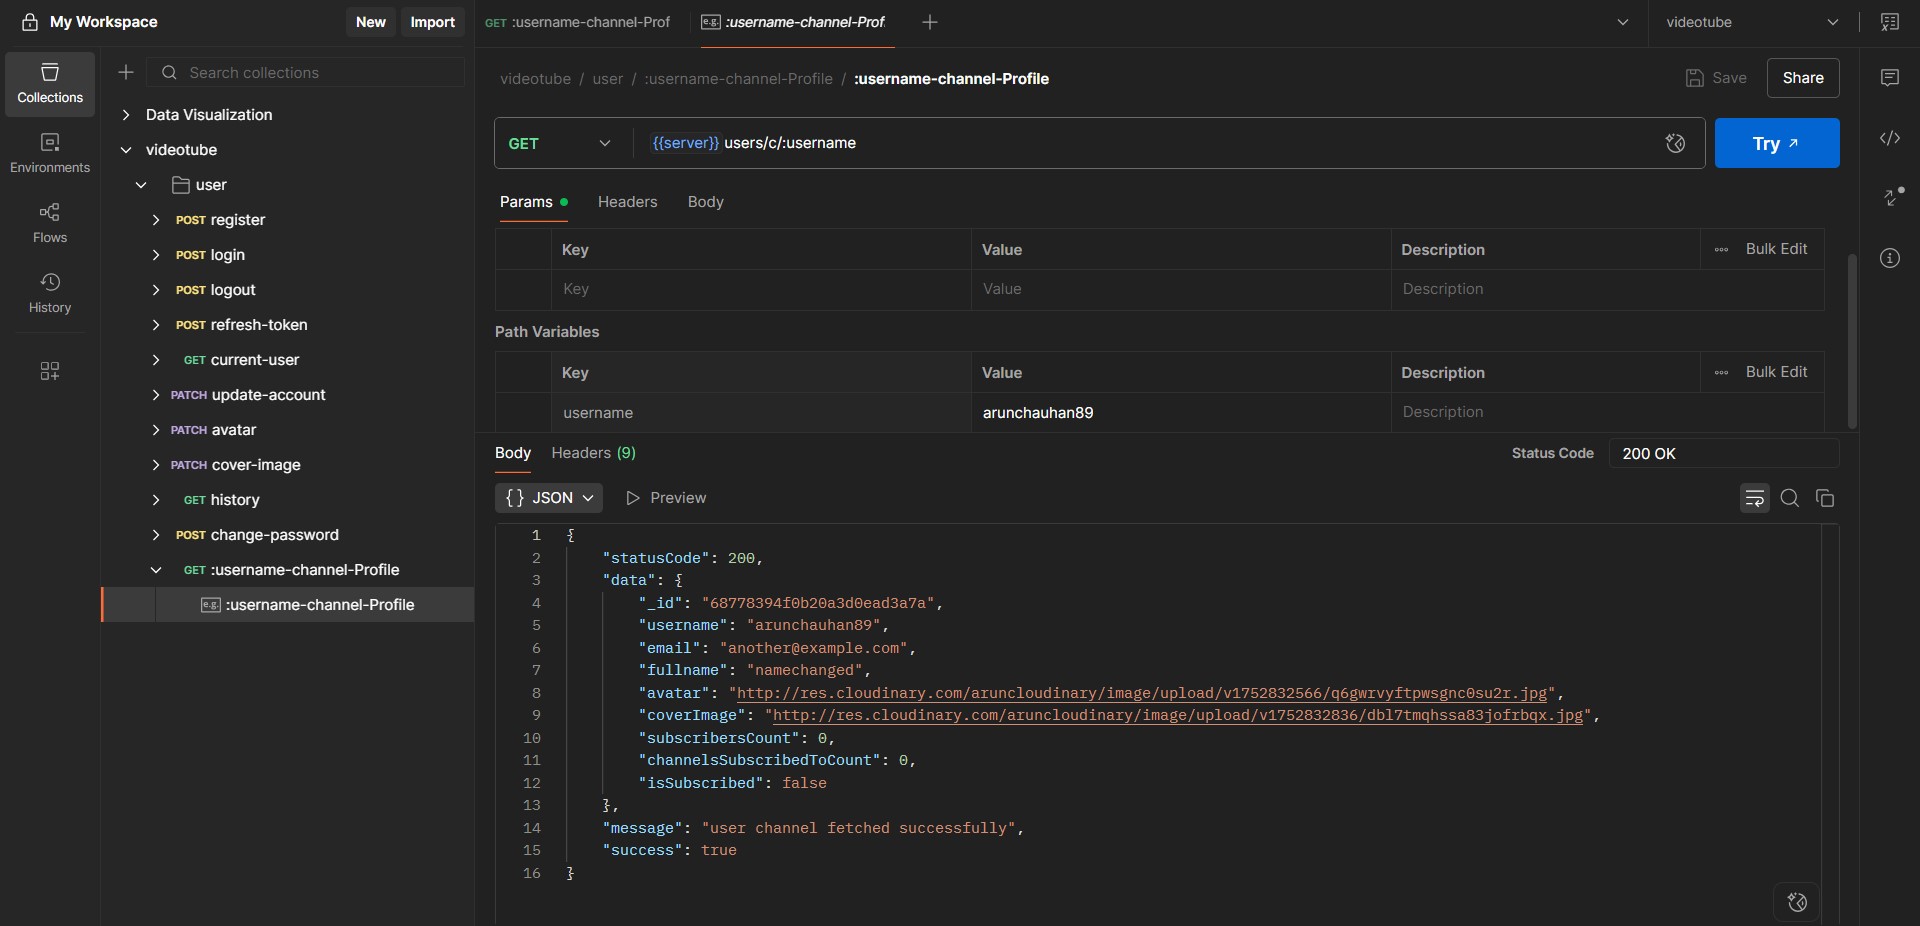 My Workspace
New
Import
GET :username-channel-Prof
e.g. :username-channel-Prof
videotube
Collections
Environments
Flows
History
Search collections
Data Visualization
videotube
user
POST register
POST login
POST logout
POST refresh-token
GET current-user
PATCH update-account
PATCH avatar
PATCH cover-image
GET history
POST change-password
GET :username-channel-Profile
e.g. :username-channel-Profile
videotube / user / :username-channel-Profile / :username-channel-Profile
Save
Share
GET
{{server}} users/c/:username
Try
Params
Headers
Body
Key Value Description Bulk Edit
Key Value Description
Path Variables
Key Value Description Bulk Edit
username arunchauhan89 Description
Body Headers (9)
Status Code 200 OK
{} JSON
Preview
1 {
2 "statusCode": 200,
3 "data": {
4 "_id": "68778394f0b20a3d0ead3a7a",
5 "username": "arunchauhan89",
6 "email": "another@example.com",
7 "fullname": "namechanged",
8 "avatar": "http://res.cloudinary.com/aruncloudinary/image/upload/v1752832566/q6gwrvyftpwsgnc0su2r.jpg",
9 "coverImage": "http://res.cloudinary.com/aruncloudinary/image/upload/v1752832836/dbl7tmqhssa83jofrbqx.jpg",
10 "subscribersCount": 0,
11 "channelsSubscribedToCount": 0,
12 "isSubscribed": false
13 },
14 "message": "user channel fetched successfully",
15 "success": true
16 }